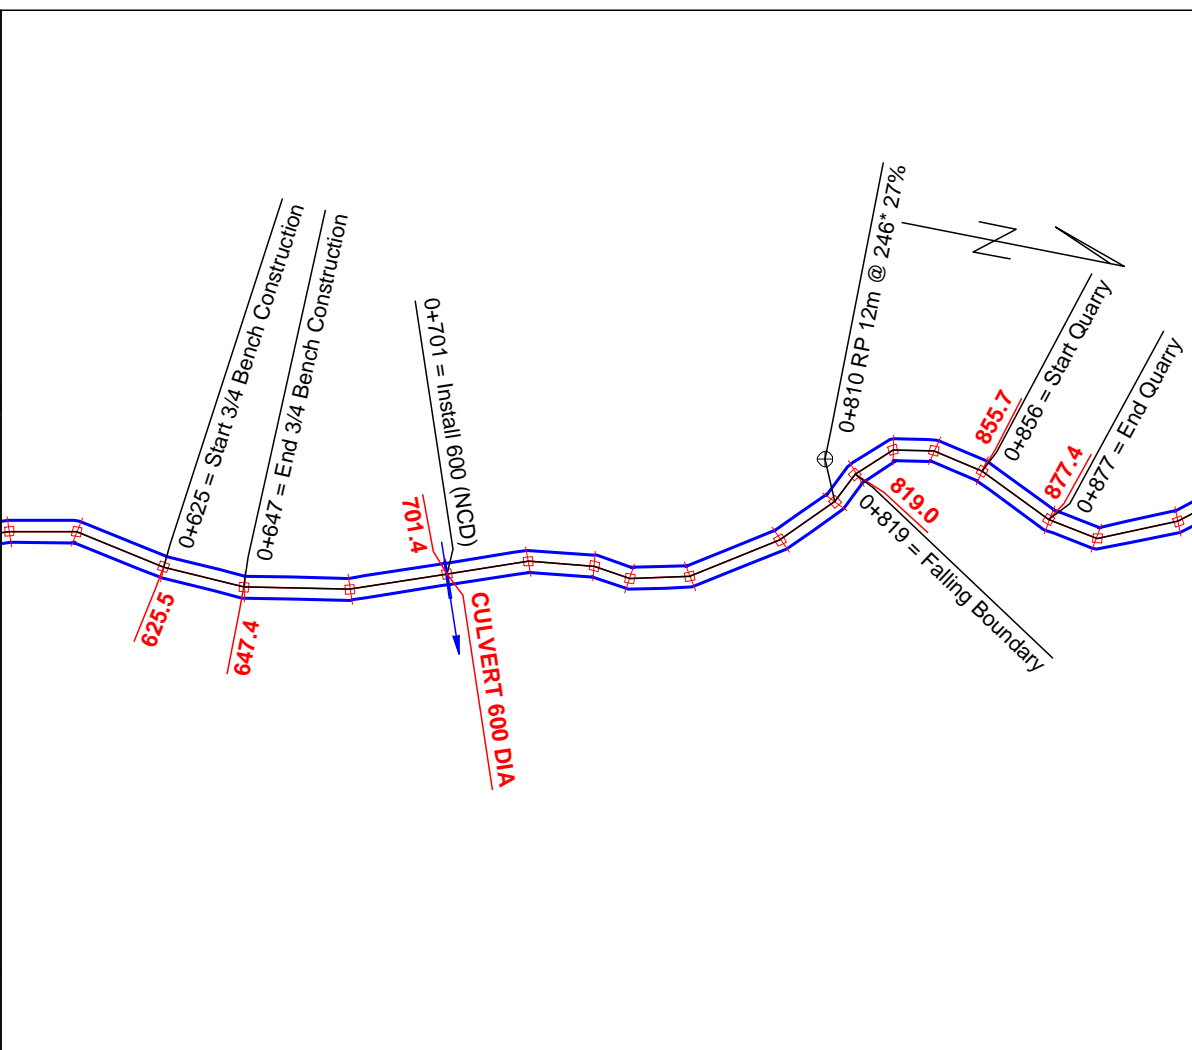 0+625 = Start 3/4 Bench Construction
0+647 = End 3/4 Bench Construction
625.5
647.4
0+701 = Install 600 (NCD)
701.4
CULVERT 600 DIA
0+810 RP 12m @ 246* 27%
N
819.0
0+819 = Falling Boundary
855.7
0+856 = Start Quarry
877.4
0+877 = End Quarry